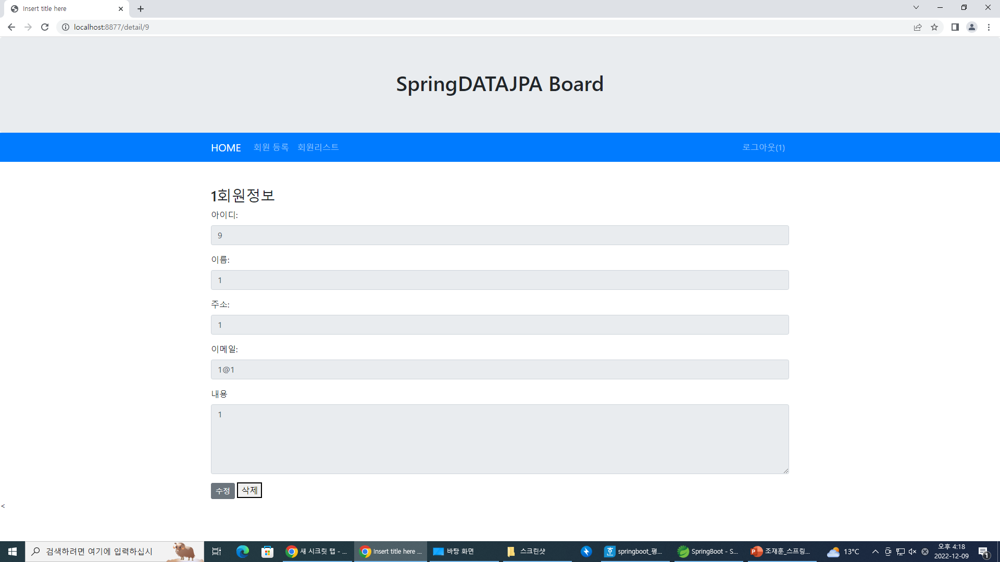 Insert title here
localhost:8877/detail/9
SpringDATAJPA Board
HOME 회원 등록 회원리스트 로그아웃(1)
1회원정보
아이디:
9
이름:
1
주소:
1
이메일:
1@1
내용
1
수정 삭제
<
검색하려면 여기에 입력하십시 새 시크릿 탭 - ... Insert title here ... 바탕 화면 스크린샷 호 springboot_평... SpringBoot - S... P 조재훈_스프링... 13°C 오후 4:18
2022-12-09 1